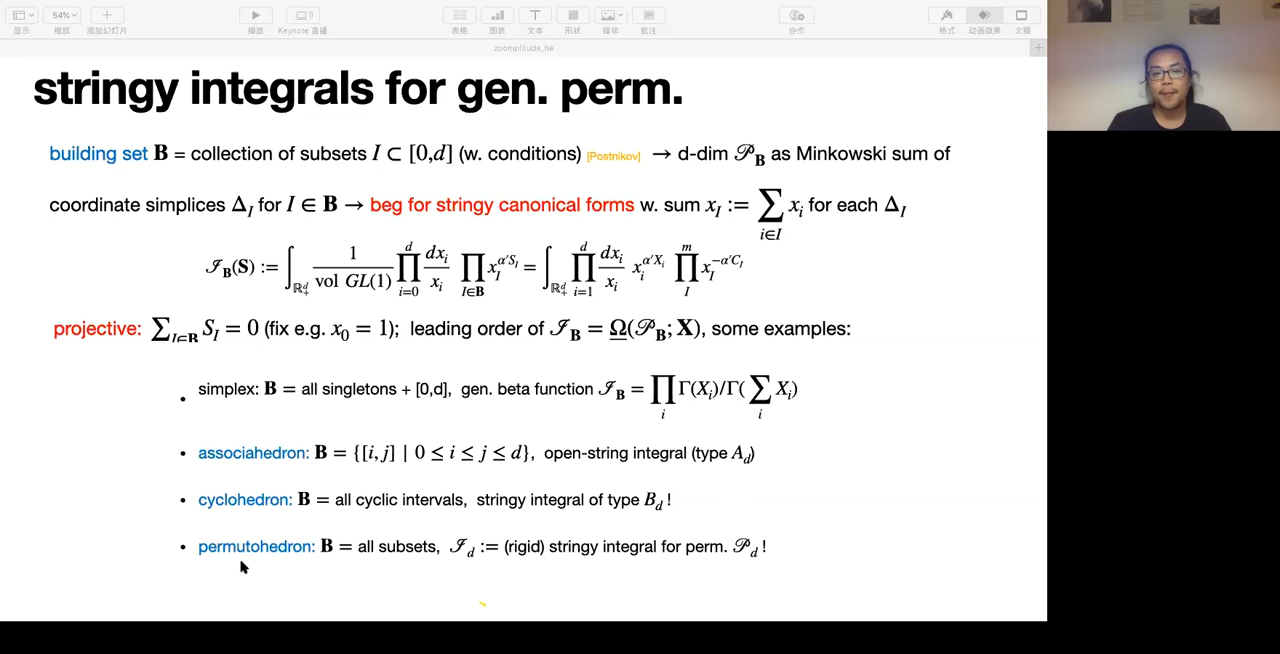 54%
显示 缩放 添加幻灯片 播放 Keynote 直播 表格 图表 文本 形状 媒体 批注 协作 格式 动画效果 文稿
zoomplitude_he
stringy integrals for gen. perm.
building set B = collection of subsets I ⊂ [0,d] (w. conditions) [Postnikov] → d-dim 𝒫_B as Minkowski sum of
coordinate simplices Δ_I for I ∈ B → beg for stringy canonical forms w. sum x_I := ∑_{i∈I} x_i for each Δ_I
ℐ_B(S) := ∫_{ℝ_+^d} 1/(vol GL(1)) ∏_{i=0}^{d} dx_i/x_i ∏_{I∈B} x_I^{α′S_I} = ∫_{ℝ_+^d} ∏_{i=1}^{d} dx_i/x_i x_i^{α′X_i} ∏_I^m x_I^{-α′C_I}
projective: ∑_{I∈B} S_I = 0 (fix e.g. x_0 = 1); leading order of ℐ_B = Ω(𝒫_B; X), some examples:
• simplex: B = all singletons + [0,d], gen. beta function ℐ_B = ∏_i Γ(X_i)/Γ(∑_i X_i)
• associahedron: B = {[i, j] | 0 ≤ i ≤ j ≤ d}, open-string integral (type A_d)
• cyclohedron: B = all cyclic intervals, stringy integral of type B_d !
• permutohedron: B = all subsets, ℐ_d := (rigid) stringy integral for perm. 𝒫_d !